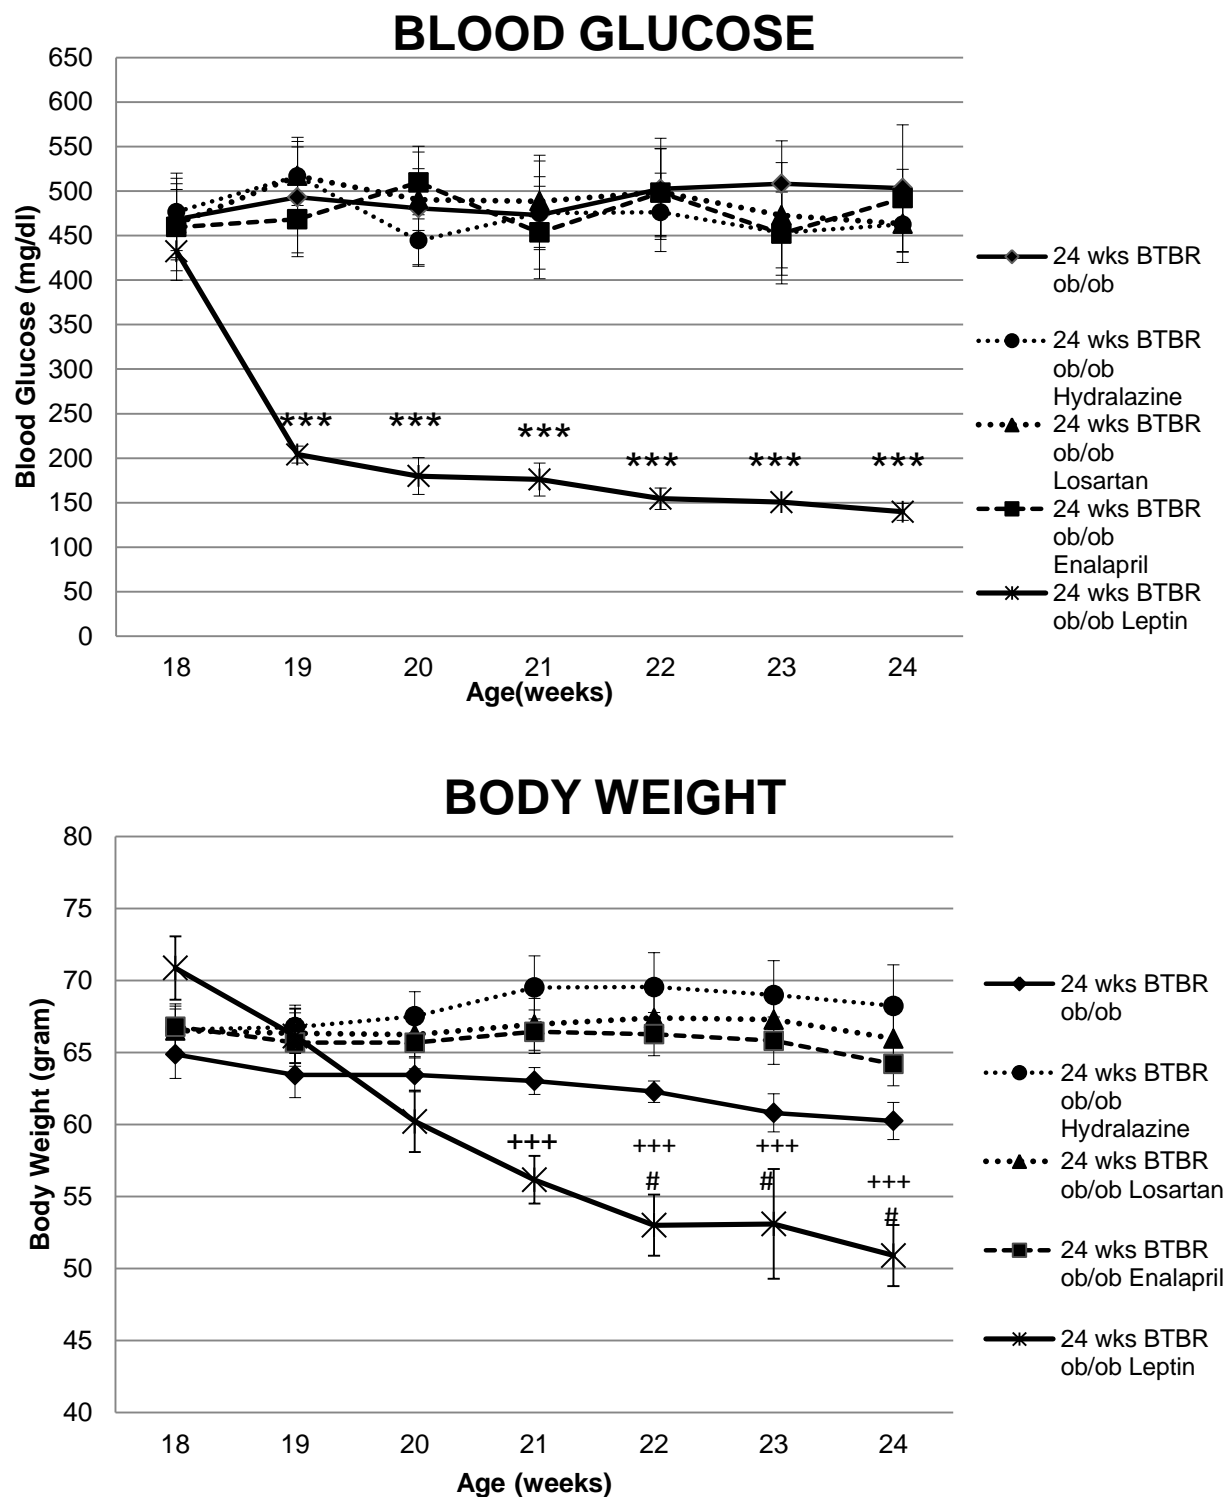 BLOOD GLUCOSE
650
600
550
500
450
400
350
300
250
200
150
100
50
0
Blood Glucose (mg/dl)
***
***
***
***
***
***
18 19 20 21 22 23 24
Age(weeks)
24 wks BTBR
ob/ob
24 wks BTBR
ob/ob
Hydralazine
24 wks BTBR
ob/ob
Losartan
24 wks BTBR
ob/ob
Enalapril
24 wks BTBR
ob/ob Leptin
BODY WEIGHT
80
75
70
65
60
55
50
45
40
Body Weight (gram)
+++
+++
#
+++
#
+++
#
18 19 20 21 22 23 24
Age (weeks)
24 wks BTBR
ob/ob
24 wks BTBR
ob/ob
Hydralazine
24 wks BTBR
ob/ob Losartan
24 wks BTBR
ob/ob Enalapril
24 wks BTBR
ob/ob Leptin